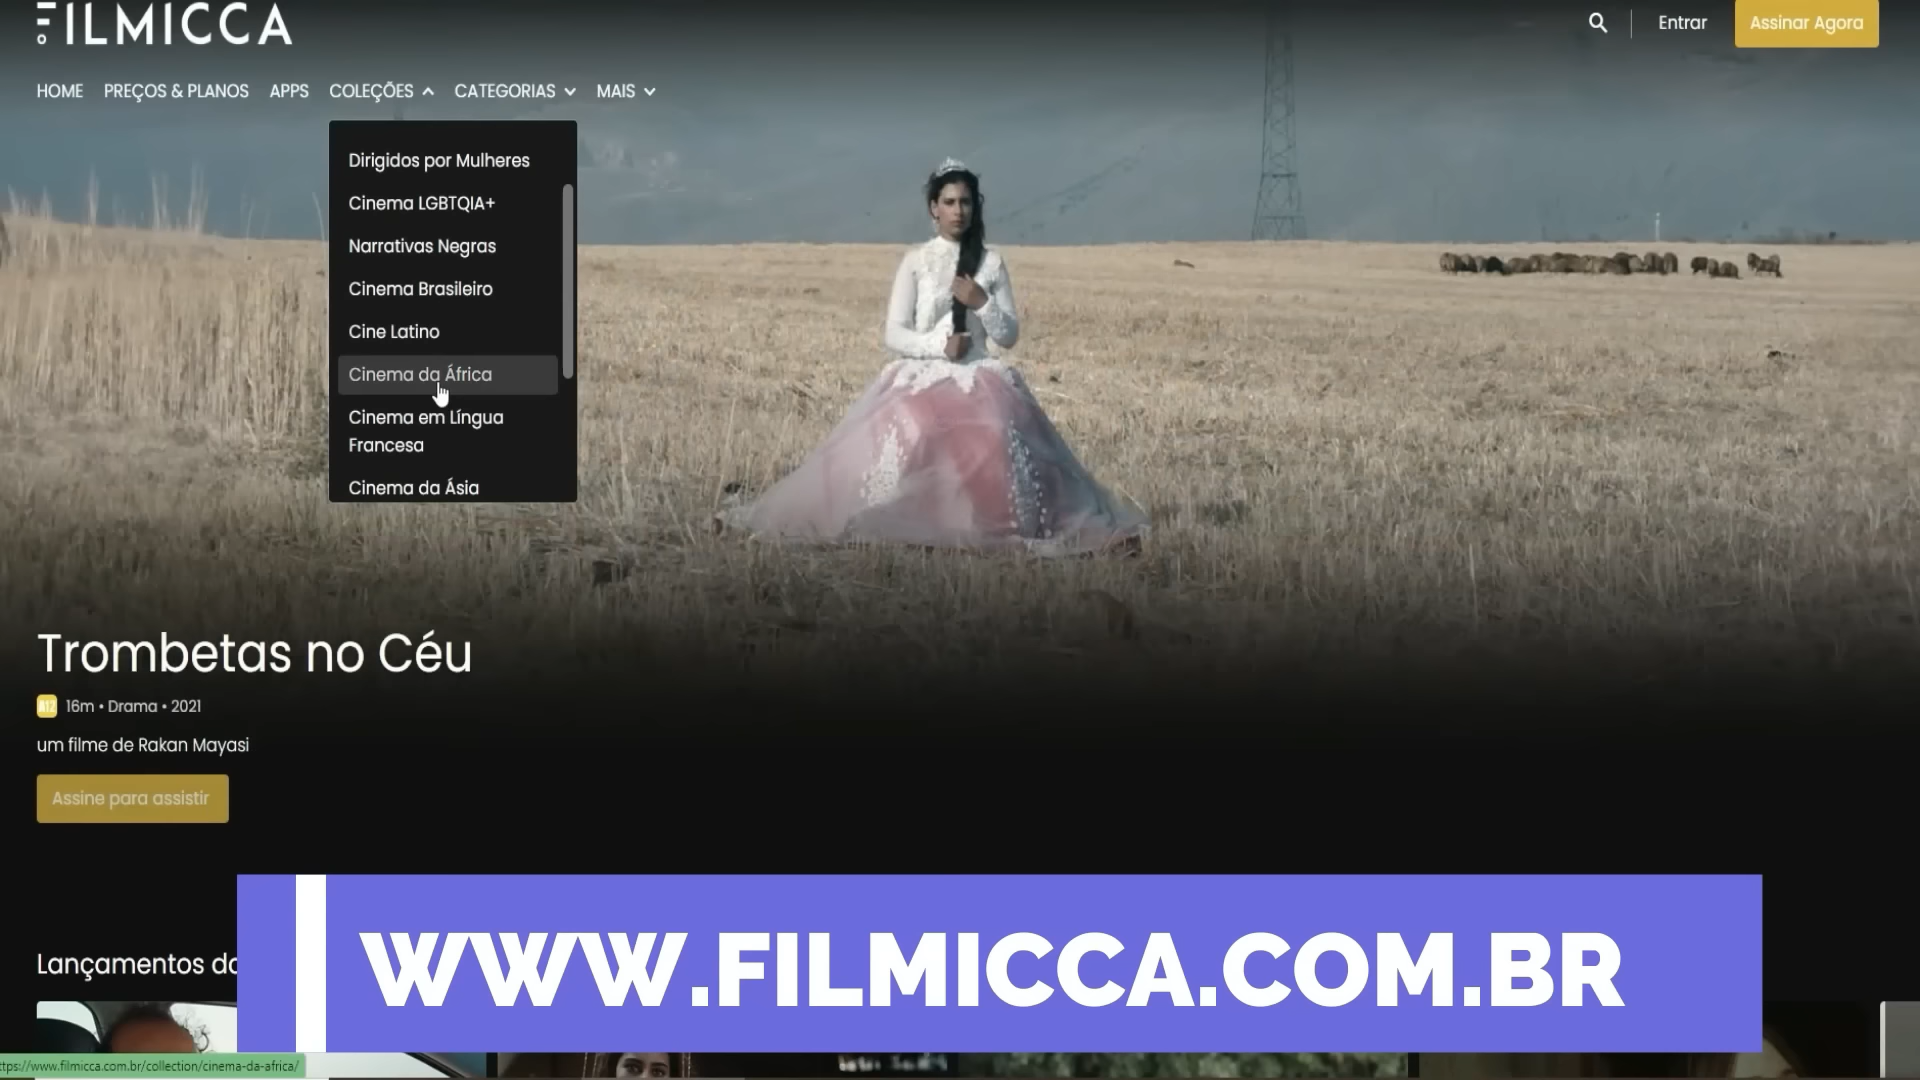 FILMICCA
Entrar
Assinar Agora
HOME PREÇOS & PLANOS APPS COLEÇÕES CATEGORIAS MAIS
Dirigidos por Mulheres
Cinema LGBTQIA+
Narrativas Negras
Cinema Brasileiro
Cine Latino
Cinema da África
Cinema em Língua
Francesa
Cinema da Ásia
Trombetas no Céu
A12 16m • Drama • 2021
um filme de Rakan Mayasi
Assine para assistir
Lançamentos
WWW.FILMICCA.COM.BR
ttps://www.filmicca.com.br/collection/cinema-da-africa/